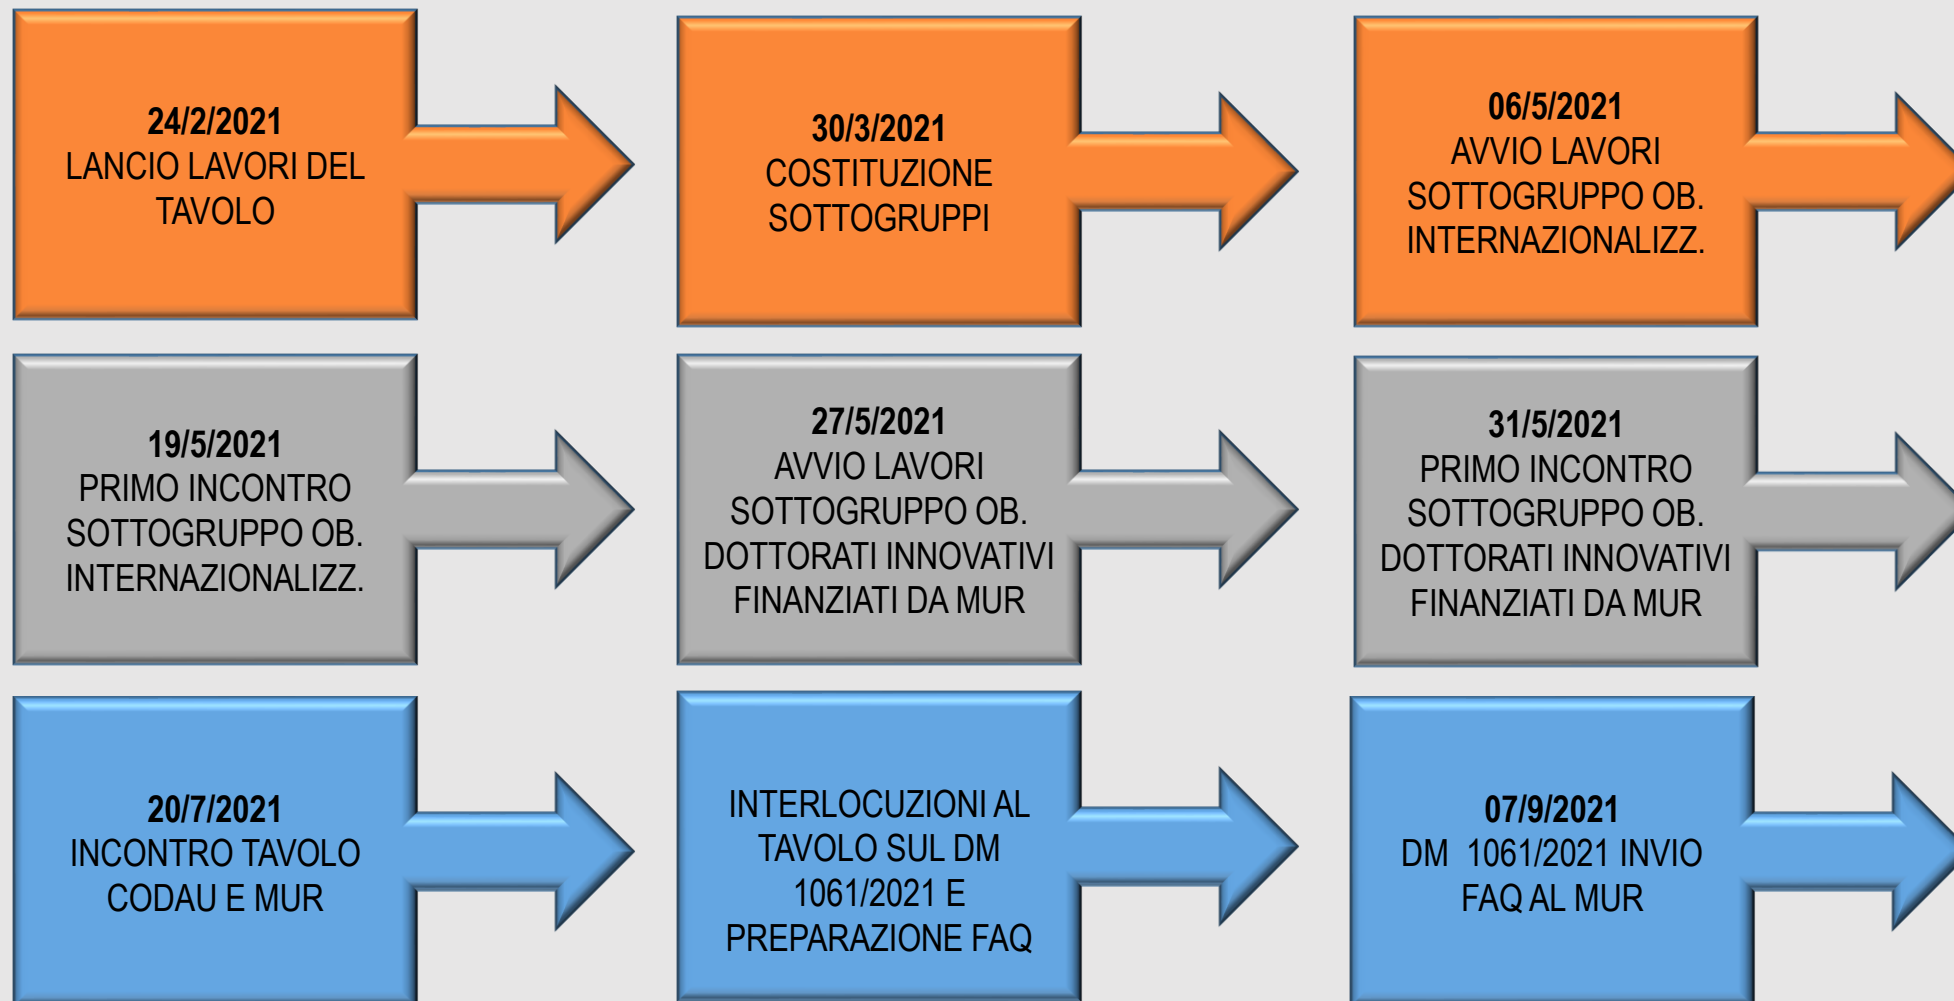 24/2/2021
LANCIO LAVORI DEL
TAVOLO
30/3/2021
COSTITUZIONE
SOTTOGRUPPI
06/5/2021
AVVIO LAVORI
SOTTOGRUPPO OB.
INTERNAZIONALIZZ.
19/5/2021
PRIMO INCONTRO
SOTTOGRUPPO OB.
INTERNAZIONALIZZ.
27/5/2021
AVVIO LAVORI
SOTTOGRUPPO OB.
DOTTORATI INNOVATIVI
FINANZIATI DA MUR
31/5/2021
PRIMO INCONTRO
SOTTOGRUPPO OB.
DOTTORATI INNOVATIVI
FINANZIATI DA MUR
20/7/2021
INCONTRO TAVOLO
CODAU E MUR
INTERLOCUZIONI AL
TAVOLO SUL DM
1061/2021 E
PREPARAZIONE FAQ
07/9/2021
DM 1061/2021 INVIO
FAQ AL MUR